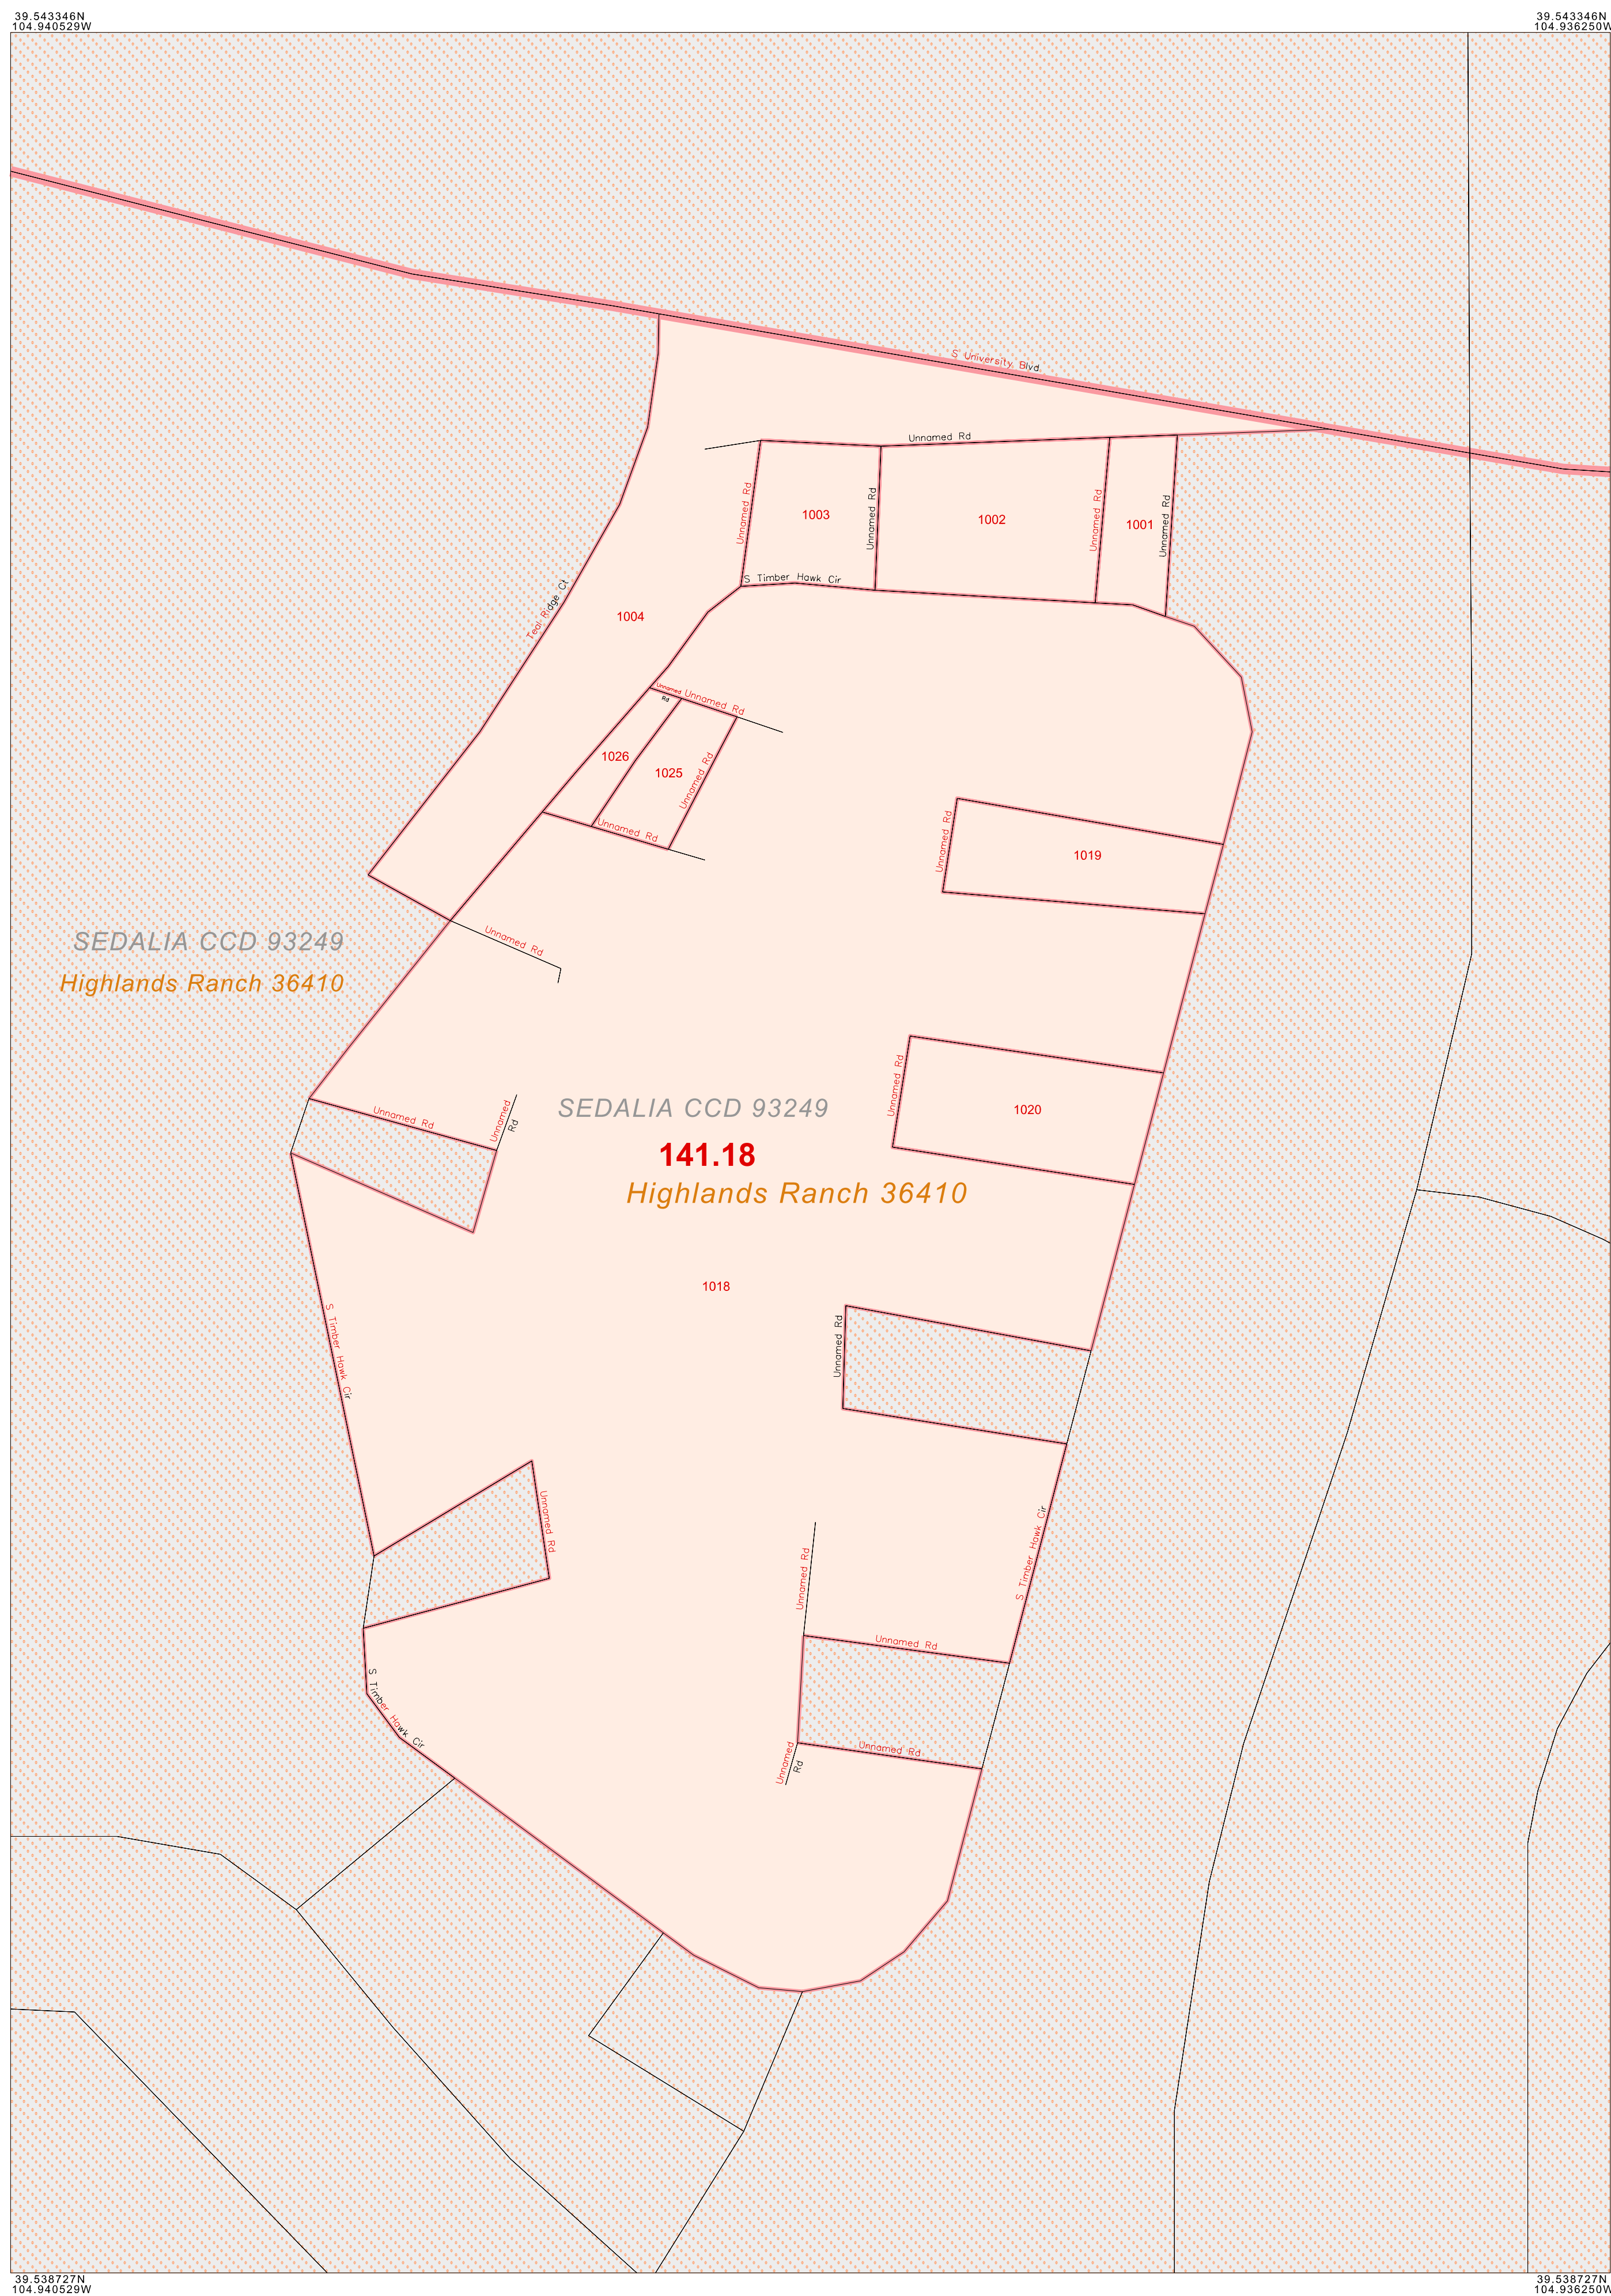 39.543346N
104.940529W
39.543346N
104.936250W
S University Blvd
Unnamed Rd
Unnamed Rd
1003
Unnamed Rd
1002
Unnamed Rd
1001
Unnamed Rd
S Timber Hawk Cir
Teal Ridge Ct
1004
Unnamed
Rd
Unnamed Rd
1026
1025
Unnamed Rd
Unnamed Rd
Unnamed Rd
1019
SEDALIA CCD 93249
Highlands Ranch 36410
Unnamed Rd
Unnamed Rd
1020
Unnamed Rd
Unnamed
Rd
SEDALIA CCD 93249
141.18
Highlands Ranch 36410
1018
S Timber Hawk Cir
Unnamed Rd
Unnamed Rd
Unnamed Rd
S Timber Hawk Cir
Unnamed Rd
S Timber Hawk Cir
Unnamed Rd
Unnamed
Rd
39.538727N
104.940529W
39.538727N
104.936250W